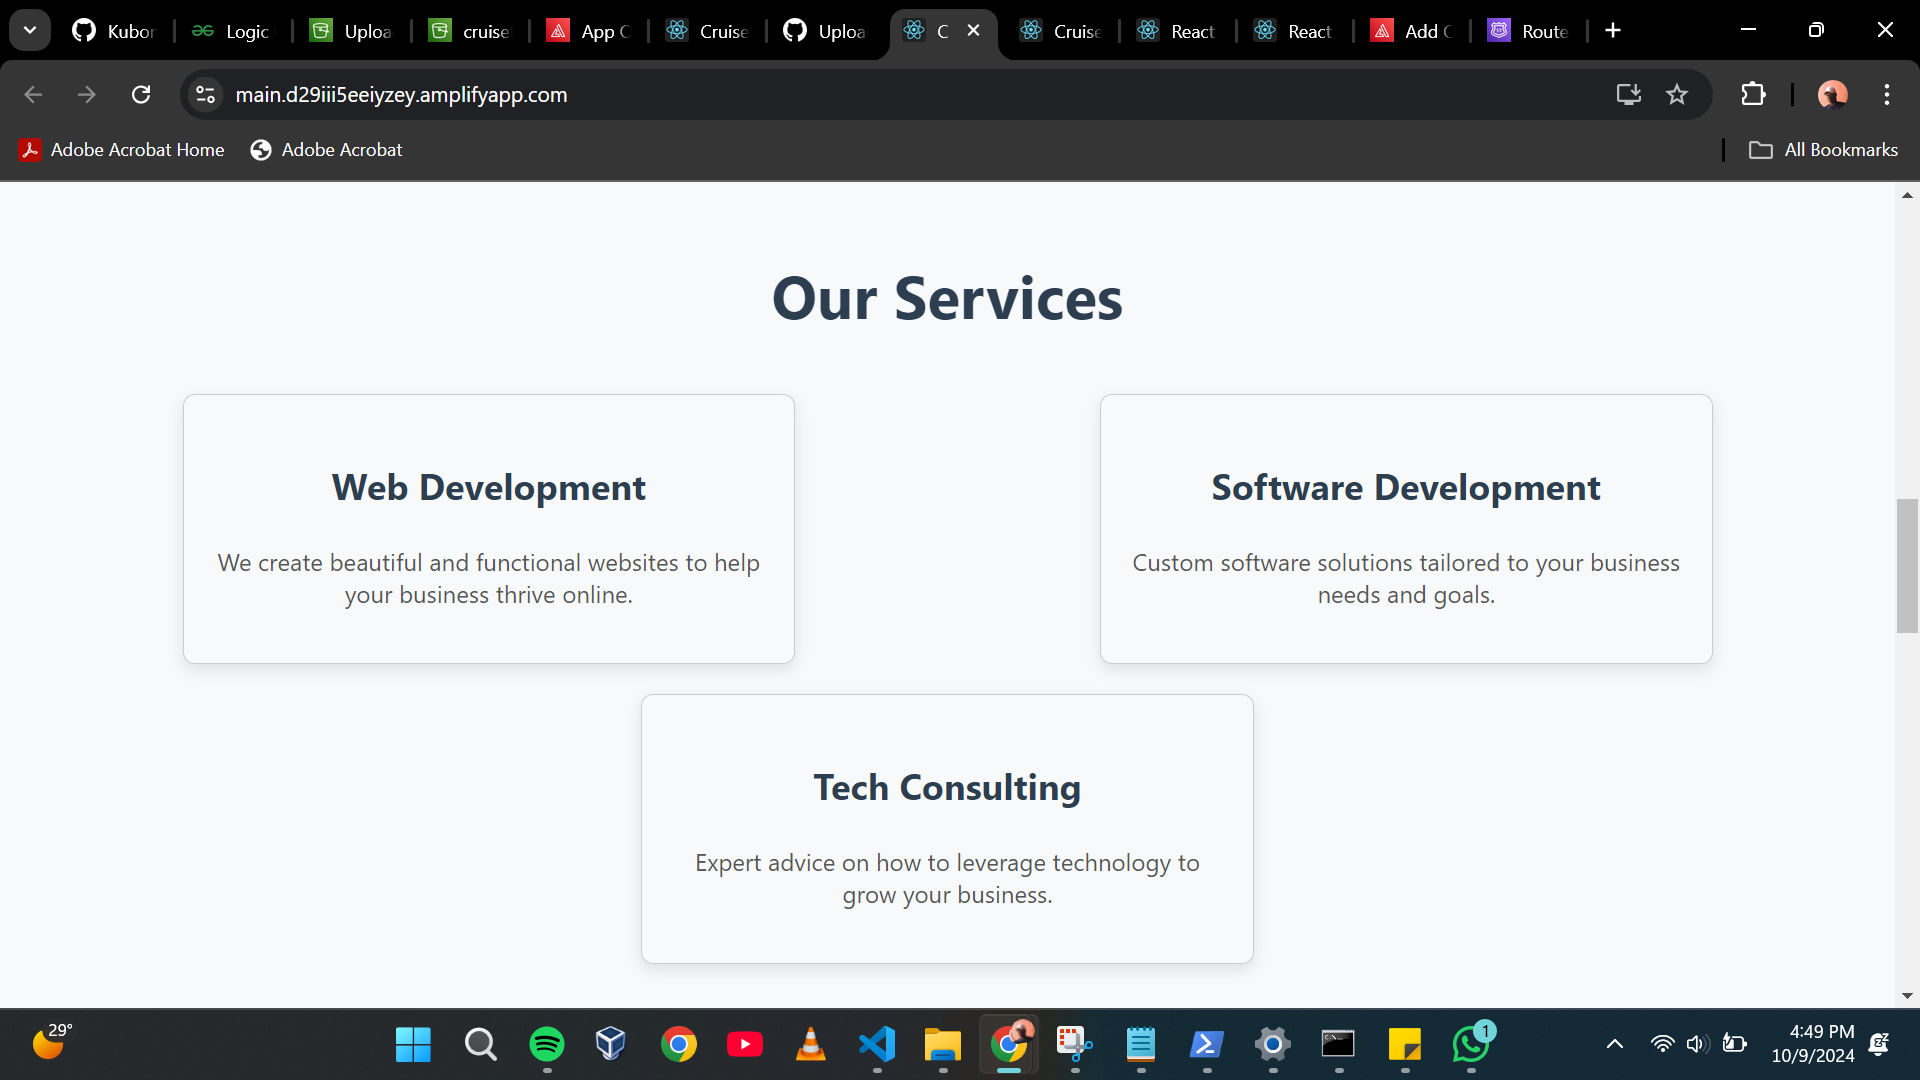 Kubor
Logic
Uploa
cruise
App C
Cruise
Uploa
C
Cruise
React
React
Add C
Route
main.d29iii5eeiyzey.amplifyapp.com
Adobe Acrobat Home
Adobe Acrobat
All Bookmarks
Our Services
Web Development
We create beautiful and functional websites to help
your business thrive online.
Software Development
Custom software solutions tailored to your business
needs and goals.
Tech Consulting
Expert advice on how to leverage technology to
grow your business.
29°
1
4:49 PM
10/9/2024